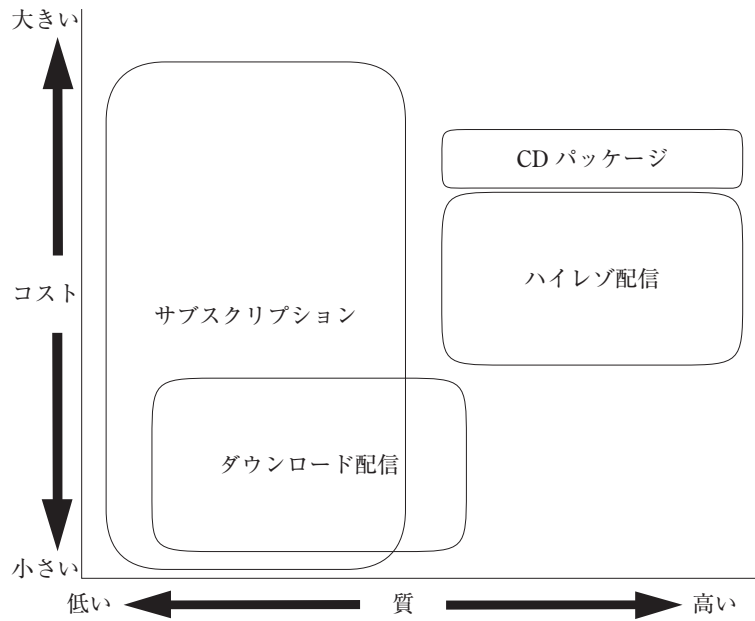 大きい
CD パッケージ
ハイレゾ配信
コスト
サブスクリプション
ダウンロード配信
小さい
低い
質
高い